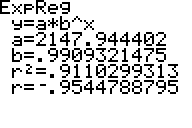 ExpReg
y=a*b^x
a=2147.944402
b=.9909321475
r²=.9110299313
r=-.9544788795